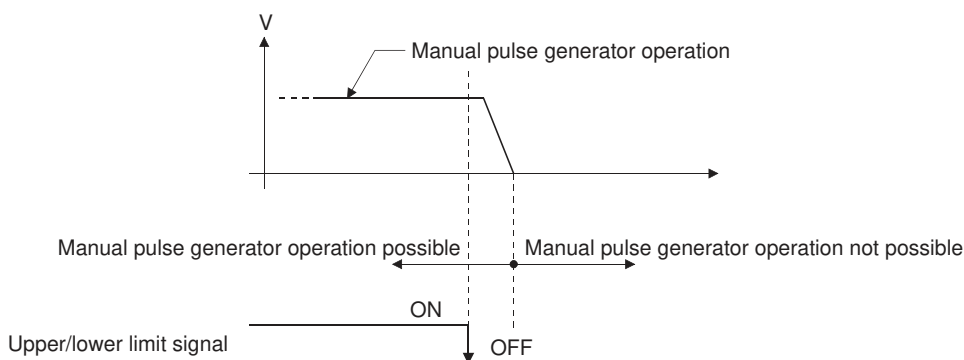 V
Manual pulse generator operation
Manual pulse generator operation possible
Manual pulse generator operation not possible
ON
Upper/lower limit signal
OFF